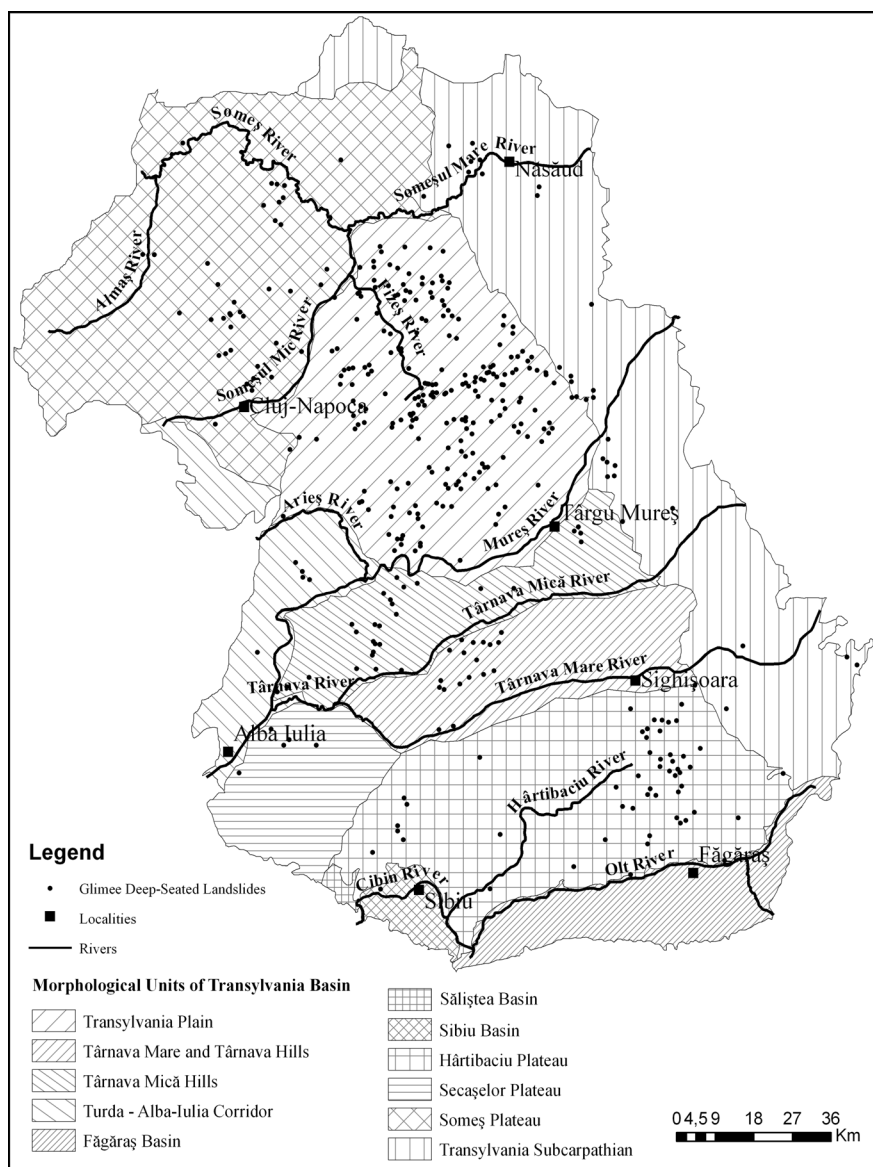 Someş River
Someşul Mare River
Năsăud
Almaş River
Fizeş River
Someşul Mic River
Cluj-Napoca
Arieş River
Mureş River
Târgu Mureş
Târnava Mică River
Târnava River
Târnava Mare River
Sighişoara
Alba Iulia
Hârtibaciu River
Cibin River
Sibiu
Olt River
Făgăraş
Legend
Glimee Deep-Seated Landslides
Localities
Rivers
Morphological Units of Transylvania Basin
Transylvania Plain
Târnava Mare and Târnava Hills
Târnava Mică Hills
Turda - Alba-Iulia Corridor
Făgăraş Basin
Săliştea Basin
Sibiu Basin
Hârtibaciu Plateau
Secaşelor Plateau
Someş Plateau
Transylvania Subcarpathian
0 4,5 9 18 27 36
Km